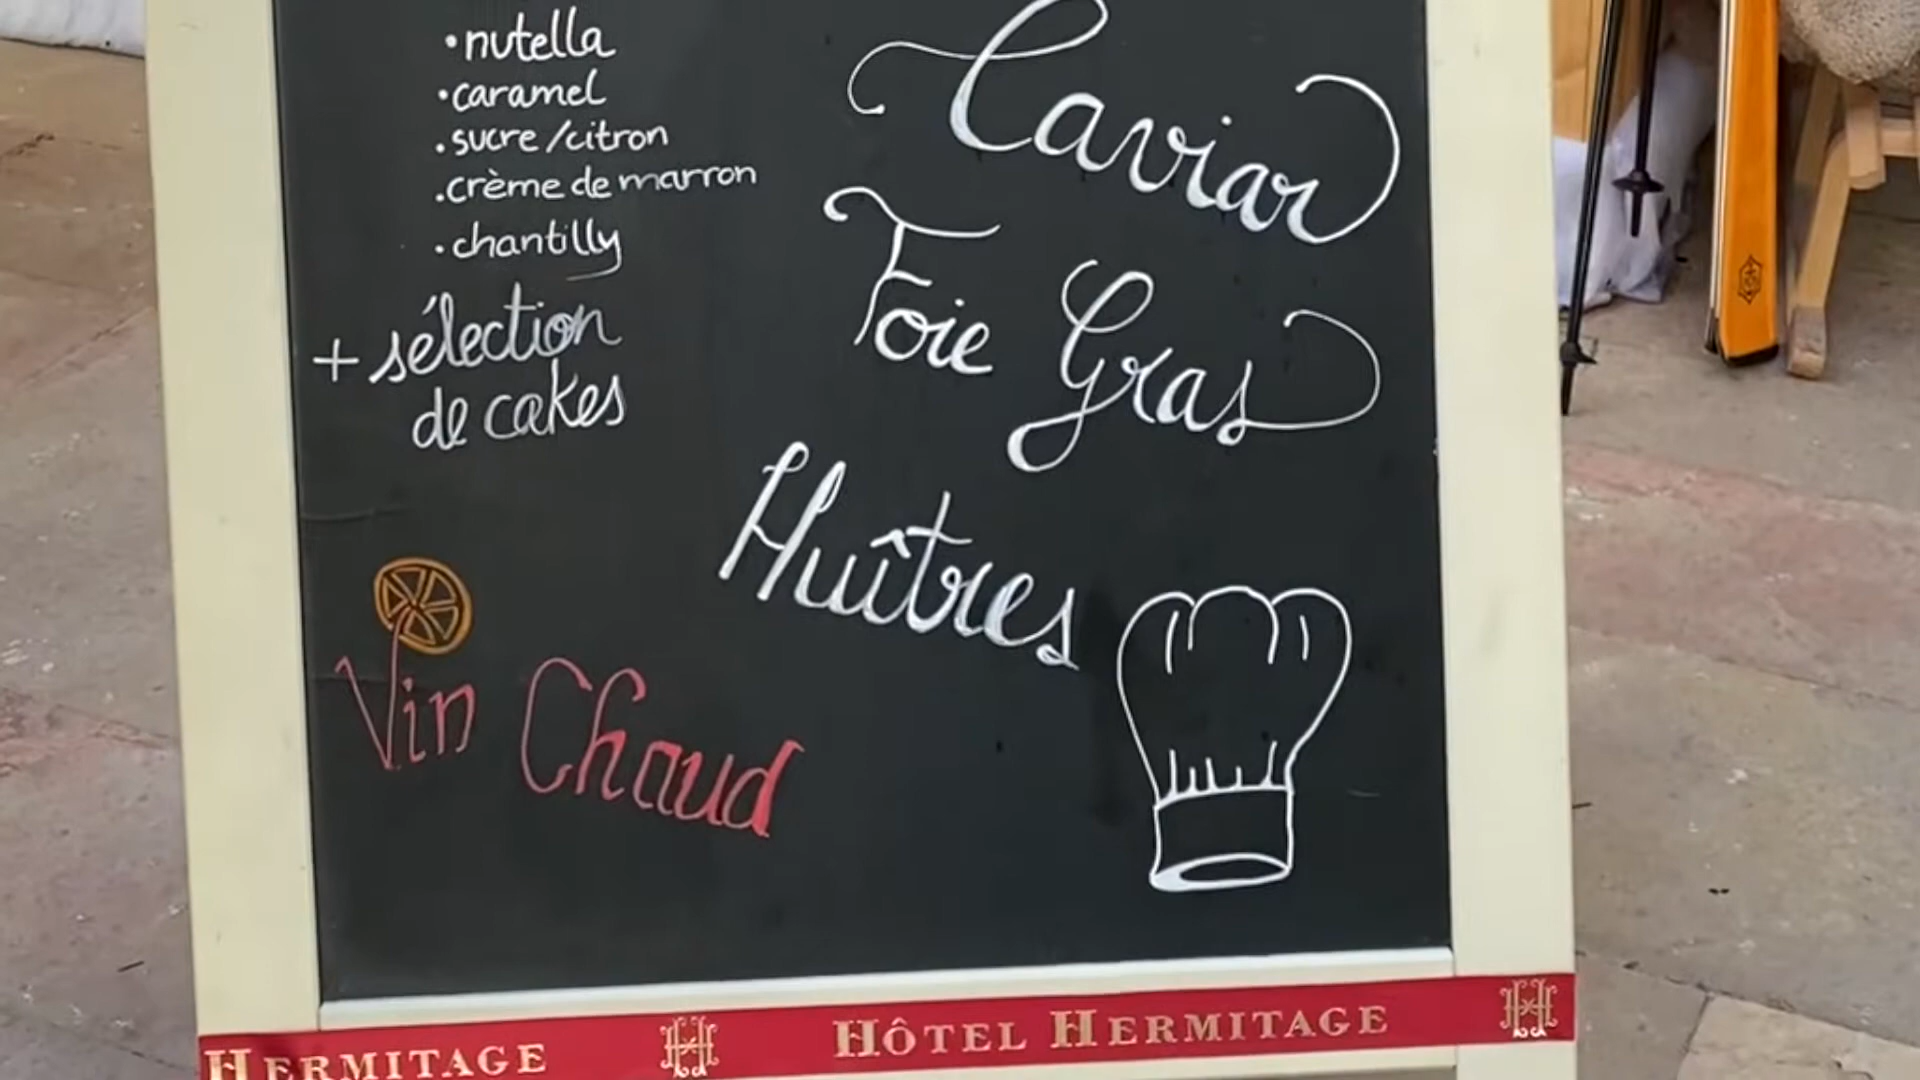 •nutella
•caramel
.sucre/citron
.crème de marron
.chantilly
+ sélection
de cakes
Vin Chaud
Caviar
Foie Gras
Huîtres
HERMITAGE HÔTEL HERMITAGE